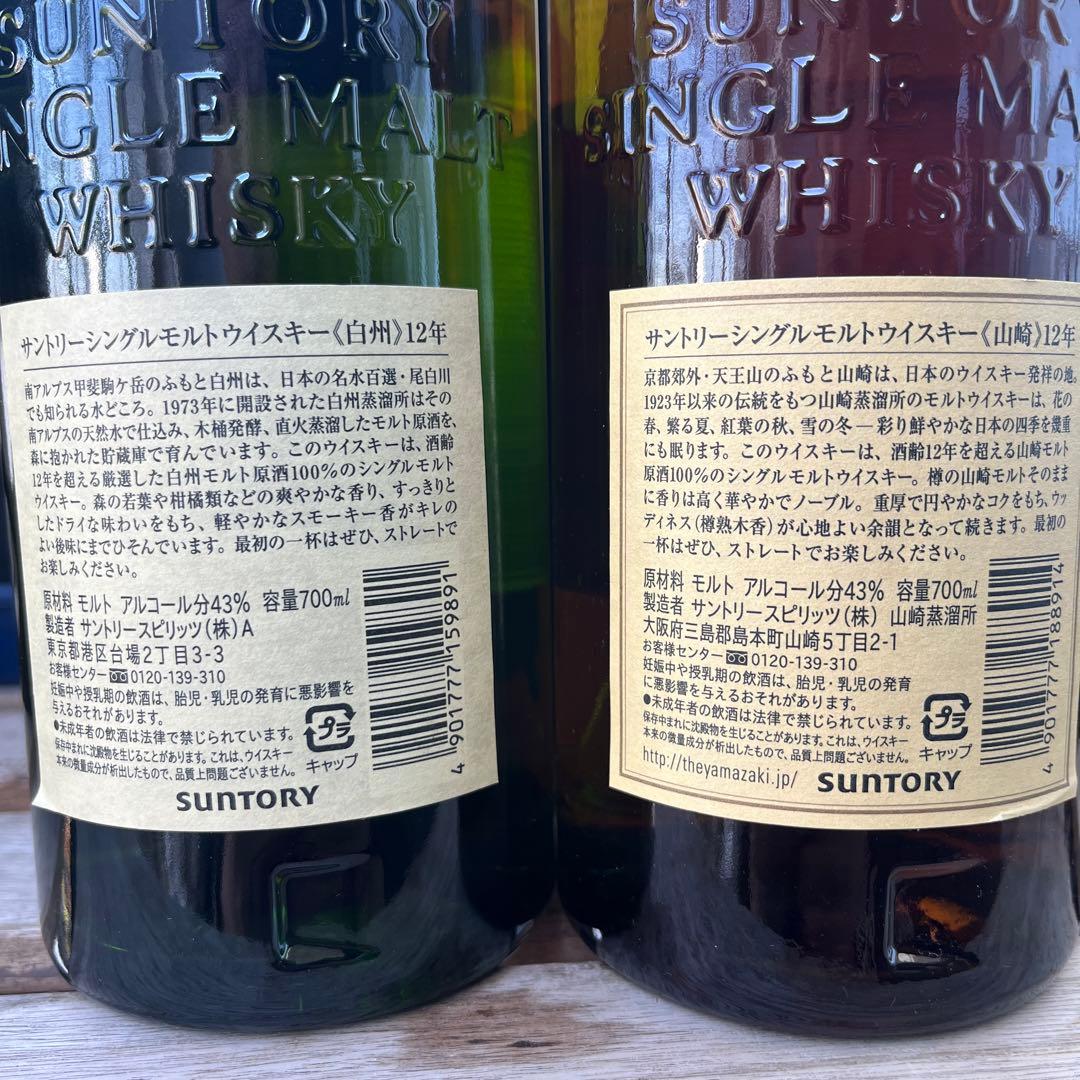 SUNTORY
SINGLE MALT
WHISKY
サントリーシングルモルトウイスキー《白州》12年
南アルプス甲斐駒ケ岳のふもと白州は、日本の名水百選・尾白川
でも知られる水どころ。1973年に開設された白州蒸溜所はその
南アルプスの天然水で仕込み、木桶発酵、直火蒸溜したモルト原酒を、
森に抱かれた貯蔵庫で育んでいます。このウイスキーは、酒齢
12年を超える厳選した白州モルト原酒100%のシングルモルト
ウイスキー。森の若葉や柑橘類などの爽やかな香り、すっきりと
したドライな味わいをもち、軽やかなスモーキー香がキレの
よい後味にまでひそんでいます。最初の一杯はぜひ、ストレートで
お楽しみください。
原材料 モルト アルコール分43% 容量700ml
製造者 サントリースピリッツ(株)A
東京都港区台場2丁目3-3
お客様センター 0120-139-310
妊娠中や授乳期の飲酒は、胎児・乳児の発育に悪影響を
与えるおそれがあります。
●未成年者の飲酒は法律で禁じられています。
保存中まれに沈殿物を生じることがあります。これは、ウイスキー
本来の微量成分が析出したもので、品質上問題ございません。
プラ
キャップ
4 901777 159891
SUNTORY
SUNTOR
SINGLE MA
WHISKY
サントリーシングルモルトウイスキー《山崎》12年
京都郊外・天王山のふもと山崎は、日本のウイスキー発祥の地。
1923年以来の伝統をもつ山崎蒸溜所のモルトウイスキーは、花の
春、繁る夏、紅葉の秋、雪の冬―彩り鮮やかな日本の四季を幾重
にも眠ります。このウイスキーは、酒齢12年を超える山崎モルト
原酒100%のシングルモルトウイスキー。樽の山崎モルトそのまま
に香りは高く華やかでノーブル。重厚で円やかなコクをもち、ウッ
ディネス(樽熟木香)が心地よい余韻となって続きます。最初の
一杯はぜひ、ストレートでお楽しみください。
原材料 モルト アルコール分43% 容量700ml
製造者 サントリースピリッツ(株) 山崎蒸溜所
大阪府三島郡島本町山崎5丁目2-1
お客様センター 0120-139-310
妊娠中や授乳期の飲酒は、胎児・乳児の発育
に悪影響を与えるおそれがあります。
●未成年者の飲酒は法律で禁じられています。
保存中まれに沈殿物を生じることがあります。これは、ウイスキー
本来の微量成分が析出したもので、品質上問題ございません。
プラ
キャップ
http://theyamazaki.jp/
4 901777 188914
SUNTORY